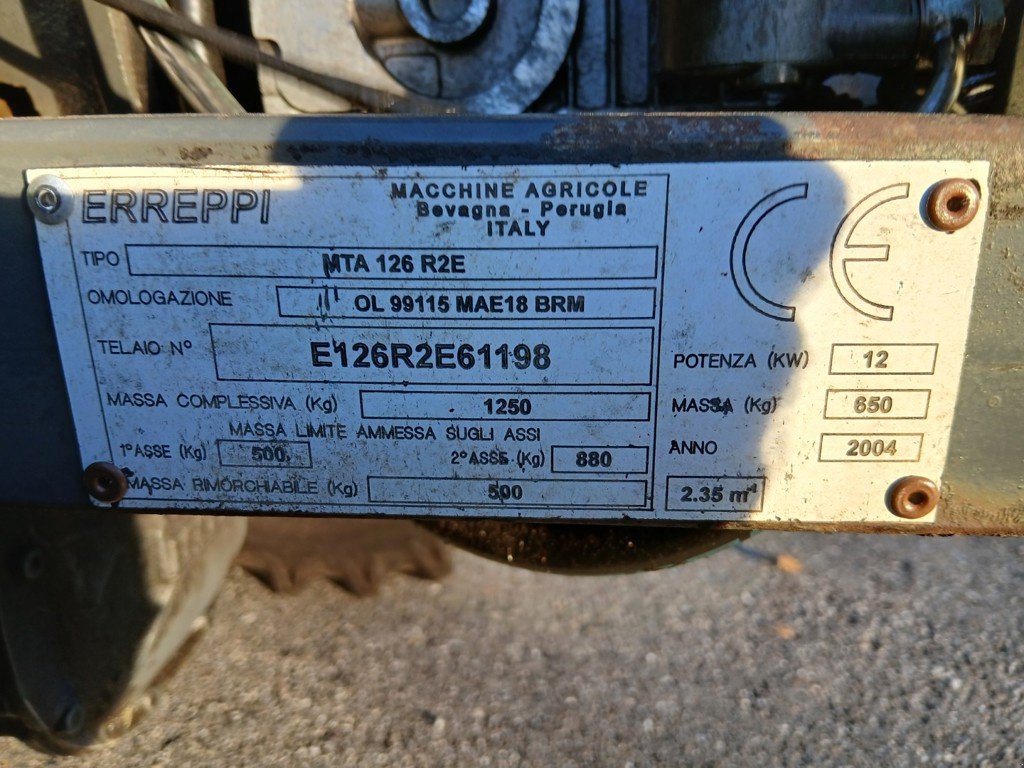 ERREPPI
MACCHINE AGRICOLE
Bevagna - Perugia
ITALY
TIPO MTA 126 R2E
OMOLOGAZIONE OL 99115 MAE18 BRM
TELAIO N° E126R2E61198
MASSA COMPLESSIVA (Kg) 1250
MASSA LIMITE AMMESSA SUGLI ASSI
1° ASSE (Kg) 500 2° ASSE (Kg) 880
MASSA RIMORCHIABILE (Kg) 500
CE
POTENZA (KW) 12
MASSA (Kg) 650
ANNO 2004
2.35 m⁻¹